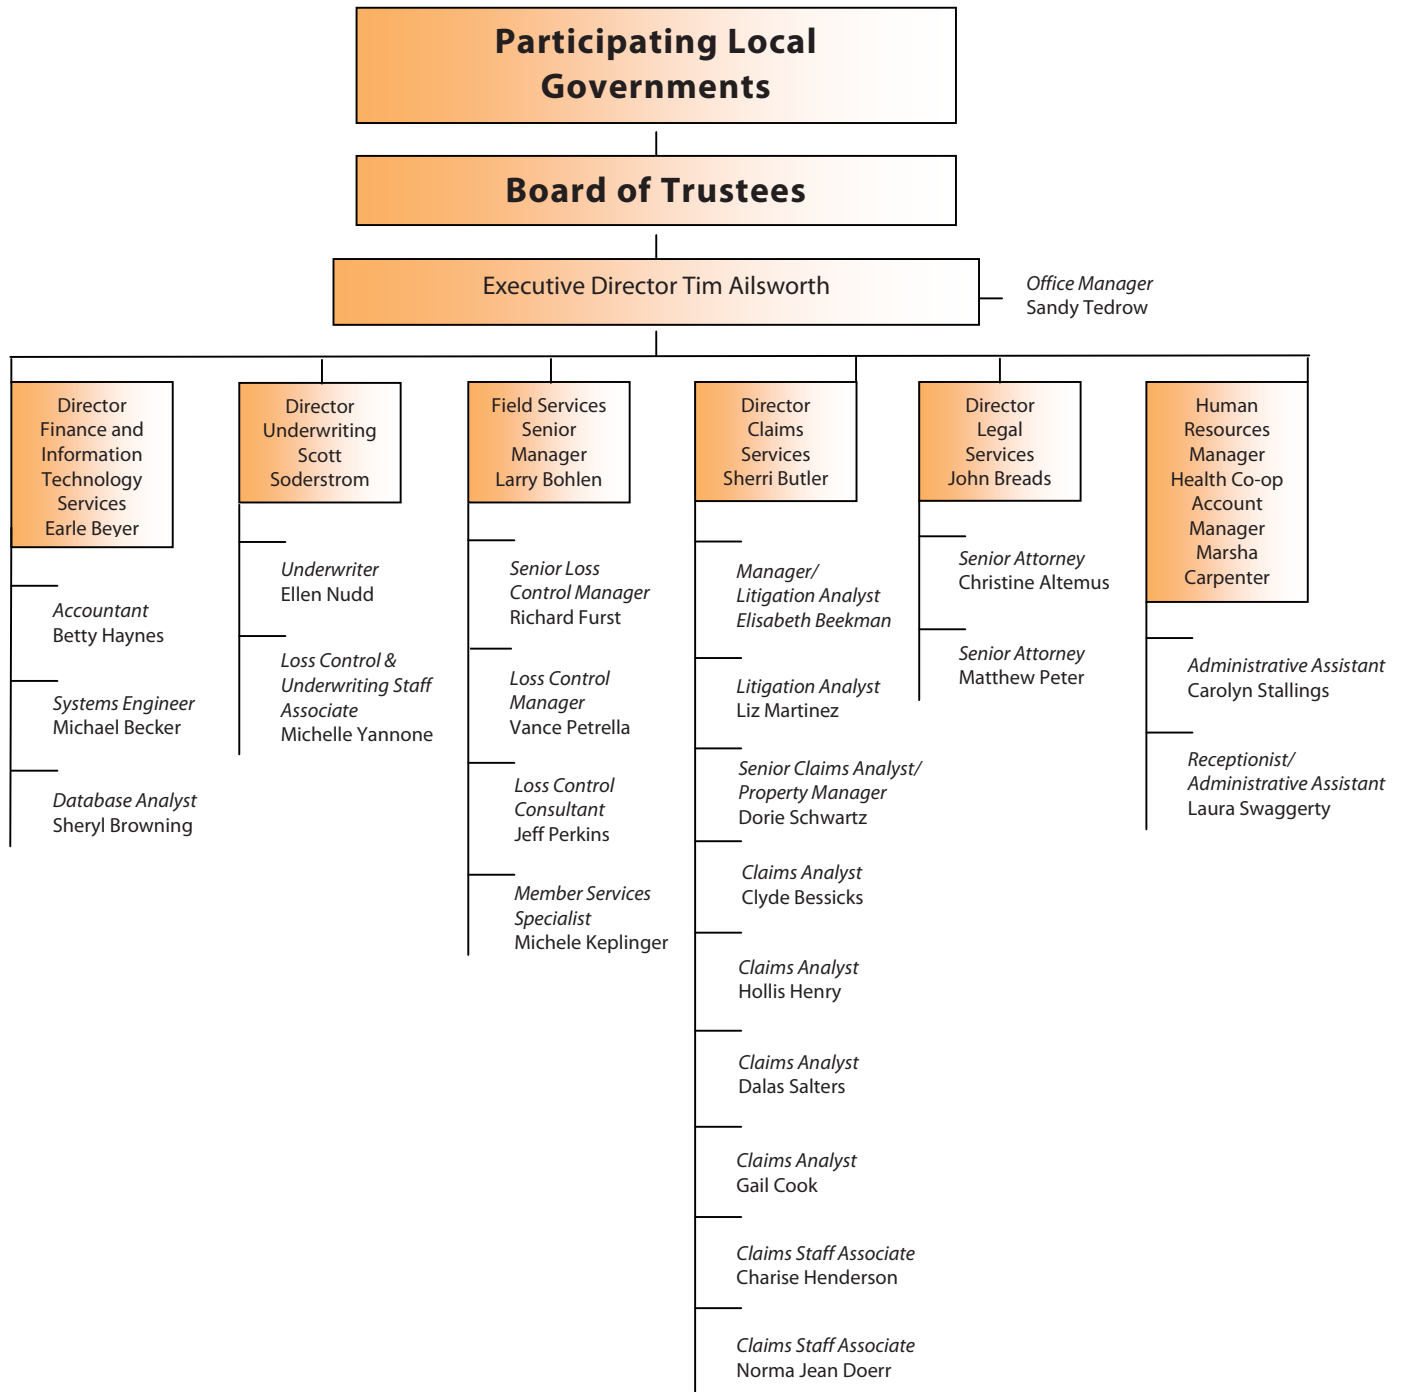 Participating Local
Governments
Board of Trustees
Executive Director Tim Ailsworth
Office Manager
Sandy Tedrow
Director
Finance and
Information
Technology
Services
Earle Beyer
Accountant
Betty Haynes
Systems Engineer
Michael Becker
Database Analyst
Sheryl Browning
Director
Underwriting
Scott
Soderstrom
Underwriter
Ellen Nudd
Loss Control &
Underwriting Staff
Associate
Michelle Yannone
Field Services
Senior
Manager
Larry Bohlen
Senior Loss
Control Manager
Richard Furst
Loss Control
Manager
Vance Petrella
Loss Control
Consultant
Jeff Perkins
Member Services
Specialist
Michele Keplinger
Director
Claims
Services
Sherri Butler
Manager/
Litigation Analyst
Elisabeth Beekman
Litigation Analyst
Liz Martinez
Senior Claims Analyst/
Property Manager
Dorie Schwartz
Claims Analyst
Clyde Bessicks
Claims Analyst
Hollis Henry
Claims Analyst
Dalas Salters
Claims Analyst
Gail Cook
Claims Staff Associate
Charise Henderson
Claims Staff Associate
Norma Jean Doerr
Director
Legal
Services
John Breads
Senior Attorney
Christine Altemus
Senior Attorney
Matthew Peter
Human
Resources
Manager
Health Co-op
Account
Manager
Marsha
Carpenter
Administrative Assistant
Carolyn Stallings
Receptionist/
Administrative Assistant
Laura Swaggerty